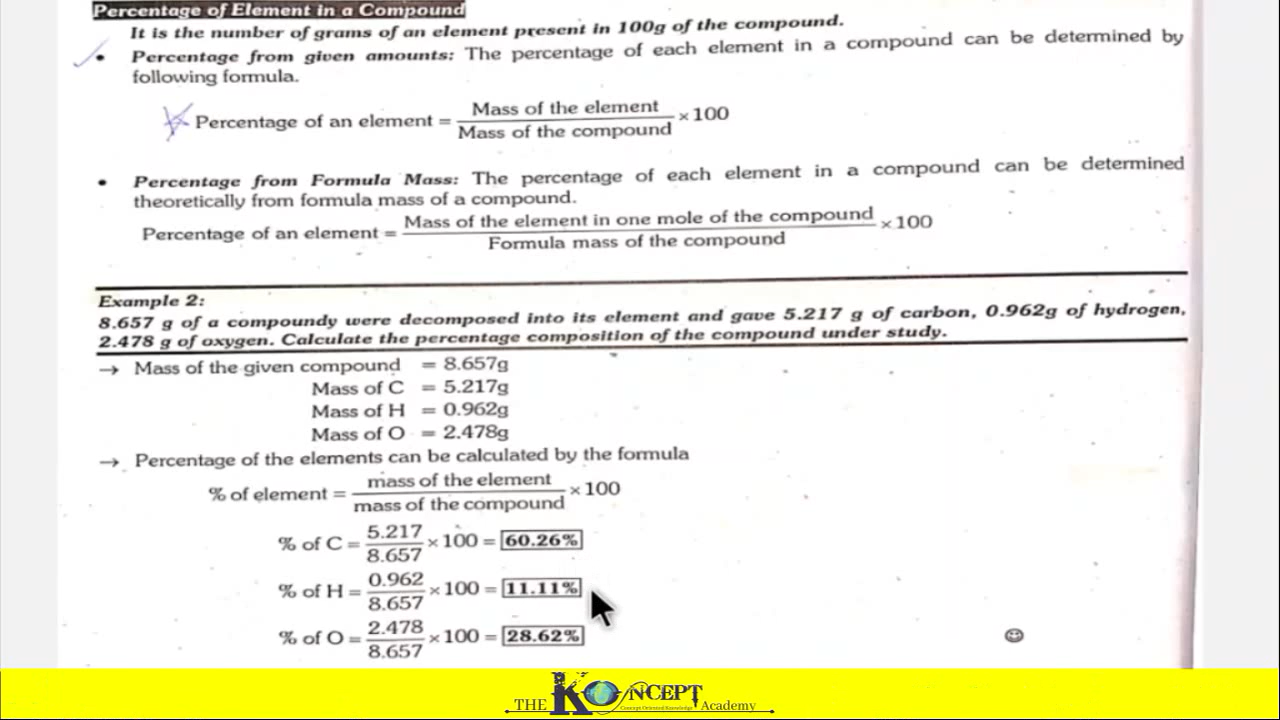 Percentage of Element in a Compound
It is the number of grams of an element present in 100g of the compound.
• Percentage from given amounts: The percentage of each element in a compound can be determined by
following formula.
Percentage of an element = Mass of the element / Mass of the compound × 100
• Percentage from Formula Mass: The percentage of each element in a compound can be determined
theoretically from formula mass of a compound.
Percentage of an element = Mass of the element in one mole of the compound / Formula mass of the compound × 100
Example 2:
8.657 g of a compoundy were decomposed into its element and gave 5.217 g of carbon, 0.962g of hydrogen,
2.478 g of oxygen. Calculate the percentage composition of the compound under study.
→ Mass of the given compound = 8.657g
Mass of C = 5.217g
Mass of H = 0.962g
Mass of O = 2.478g
→ Percentage of the elements can be calculated by the formula
% of element = mass of the element / mass of the compound × 100
% of C = 5.217 / 8.657 × 100 = 60.26%
% of H = 0.962 / 8.657 × 100 = 11.11%
% of O = 2.478 / 8.657 × 100 = 28.62%
THE KONCEPT Academy
Concept Oriented Knowledge